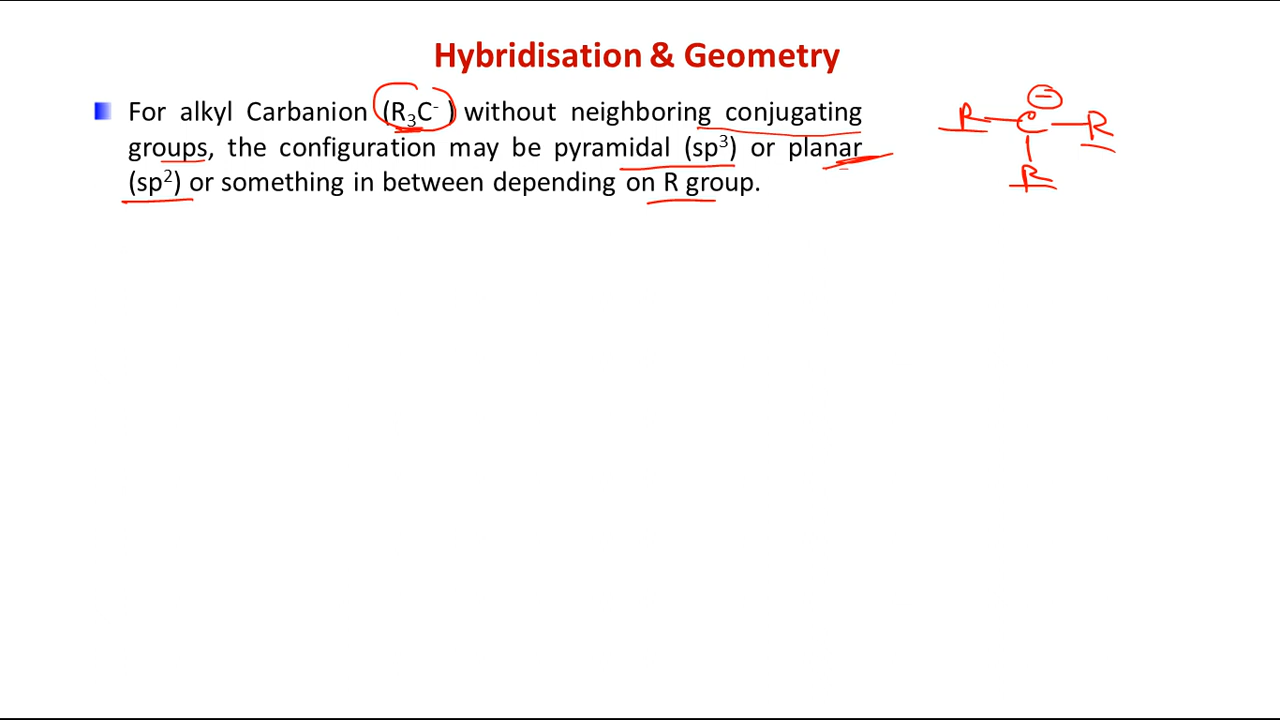 Hybridisation & Geometry
For alkyl Carbanion (R₃C⁻) without neighboring conjugating
groups, the configuration may be pyramidal (sp³) or planar
(sp²) or something in between depending on R group.
⊖
R—C—R
R